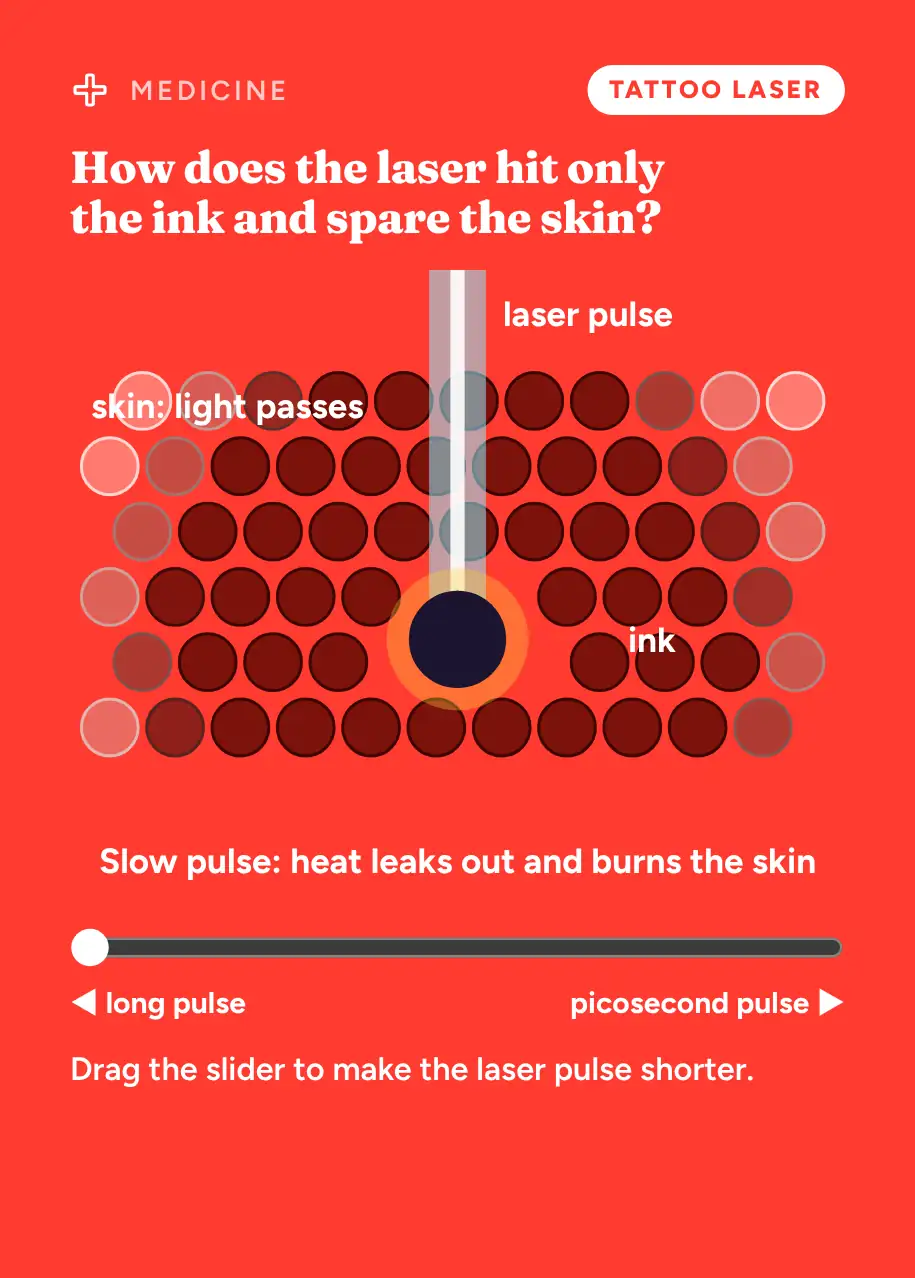 MEDICINE
TATTOO LASER
How does the laser hit only
the ink and spare the skin?
laser pulse
skin: light passes
ink
Slow pulse: heat leaks out and burns the skin
◀ long pulse
picosecond pulse ▶
Drag the slider to make the laser pulse shorter.